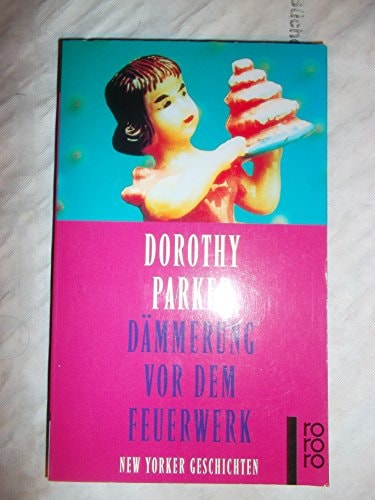 DOROTHY
PARKER
DÄMMERUNG
VOR DEM
FEUERWERK
NEW YORKER GESCHICHTEN
ro
ro
ro